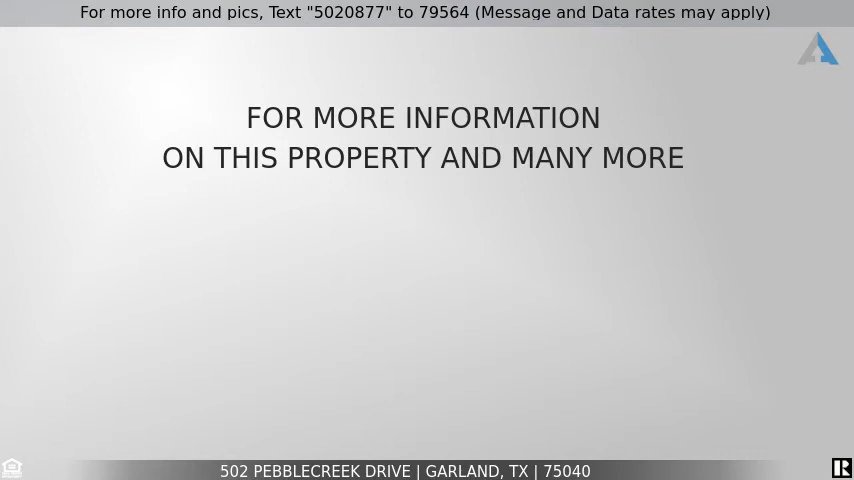 For more info and pics, Text "5020877" to 79564 (Message and Data rates may apply)
FOR MORE INFORMATION
ON THIS PROPERTY AND MANY MORE
502 PEBBLECREEK DRIVE | GARLAND, TX | 75040